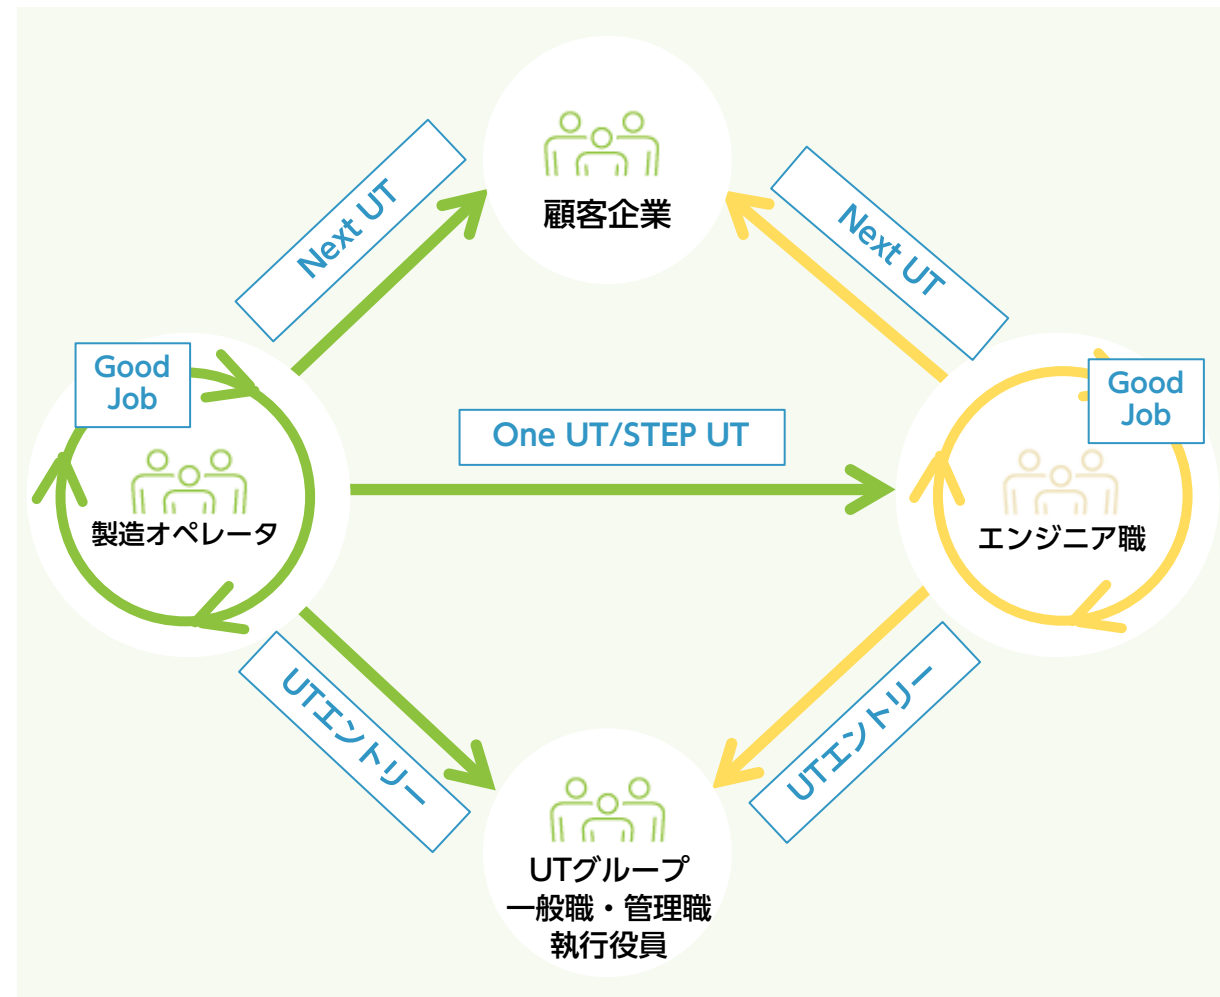 顧客企業
Next UT
Next UT
Good
Job
Good
Job
One UT/STEP UT
製造オペレータ
エンジニア職
UTエントリー
UTエントリー
UTグループ
一般職・管理職
執行役員